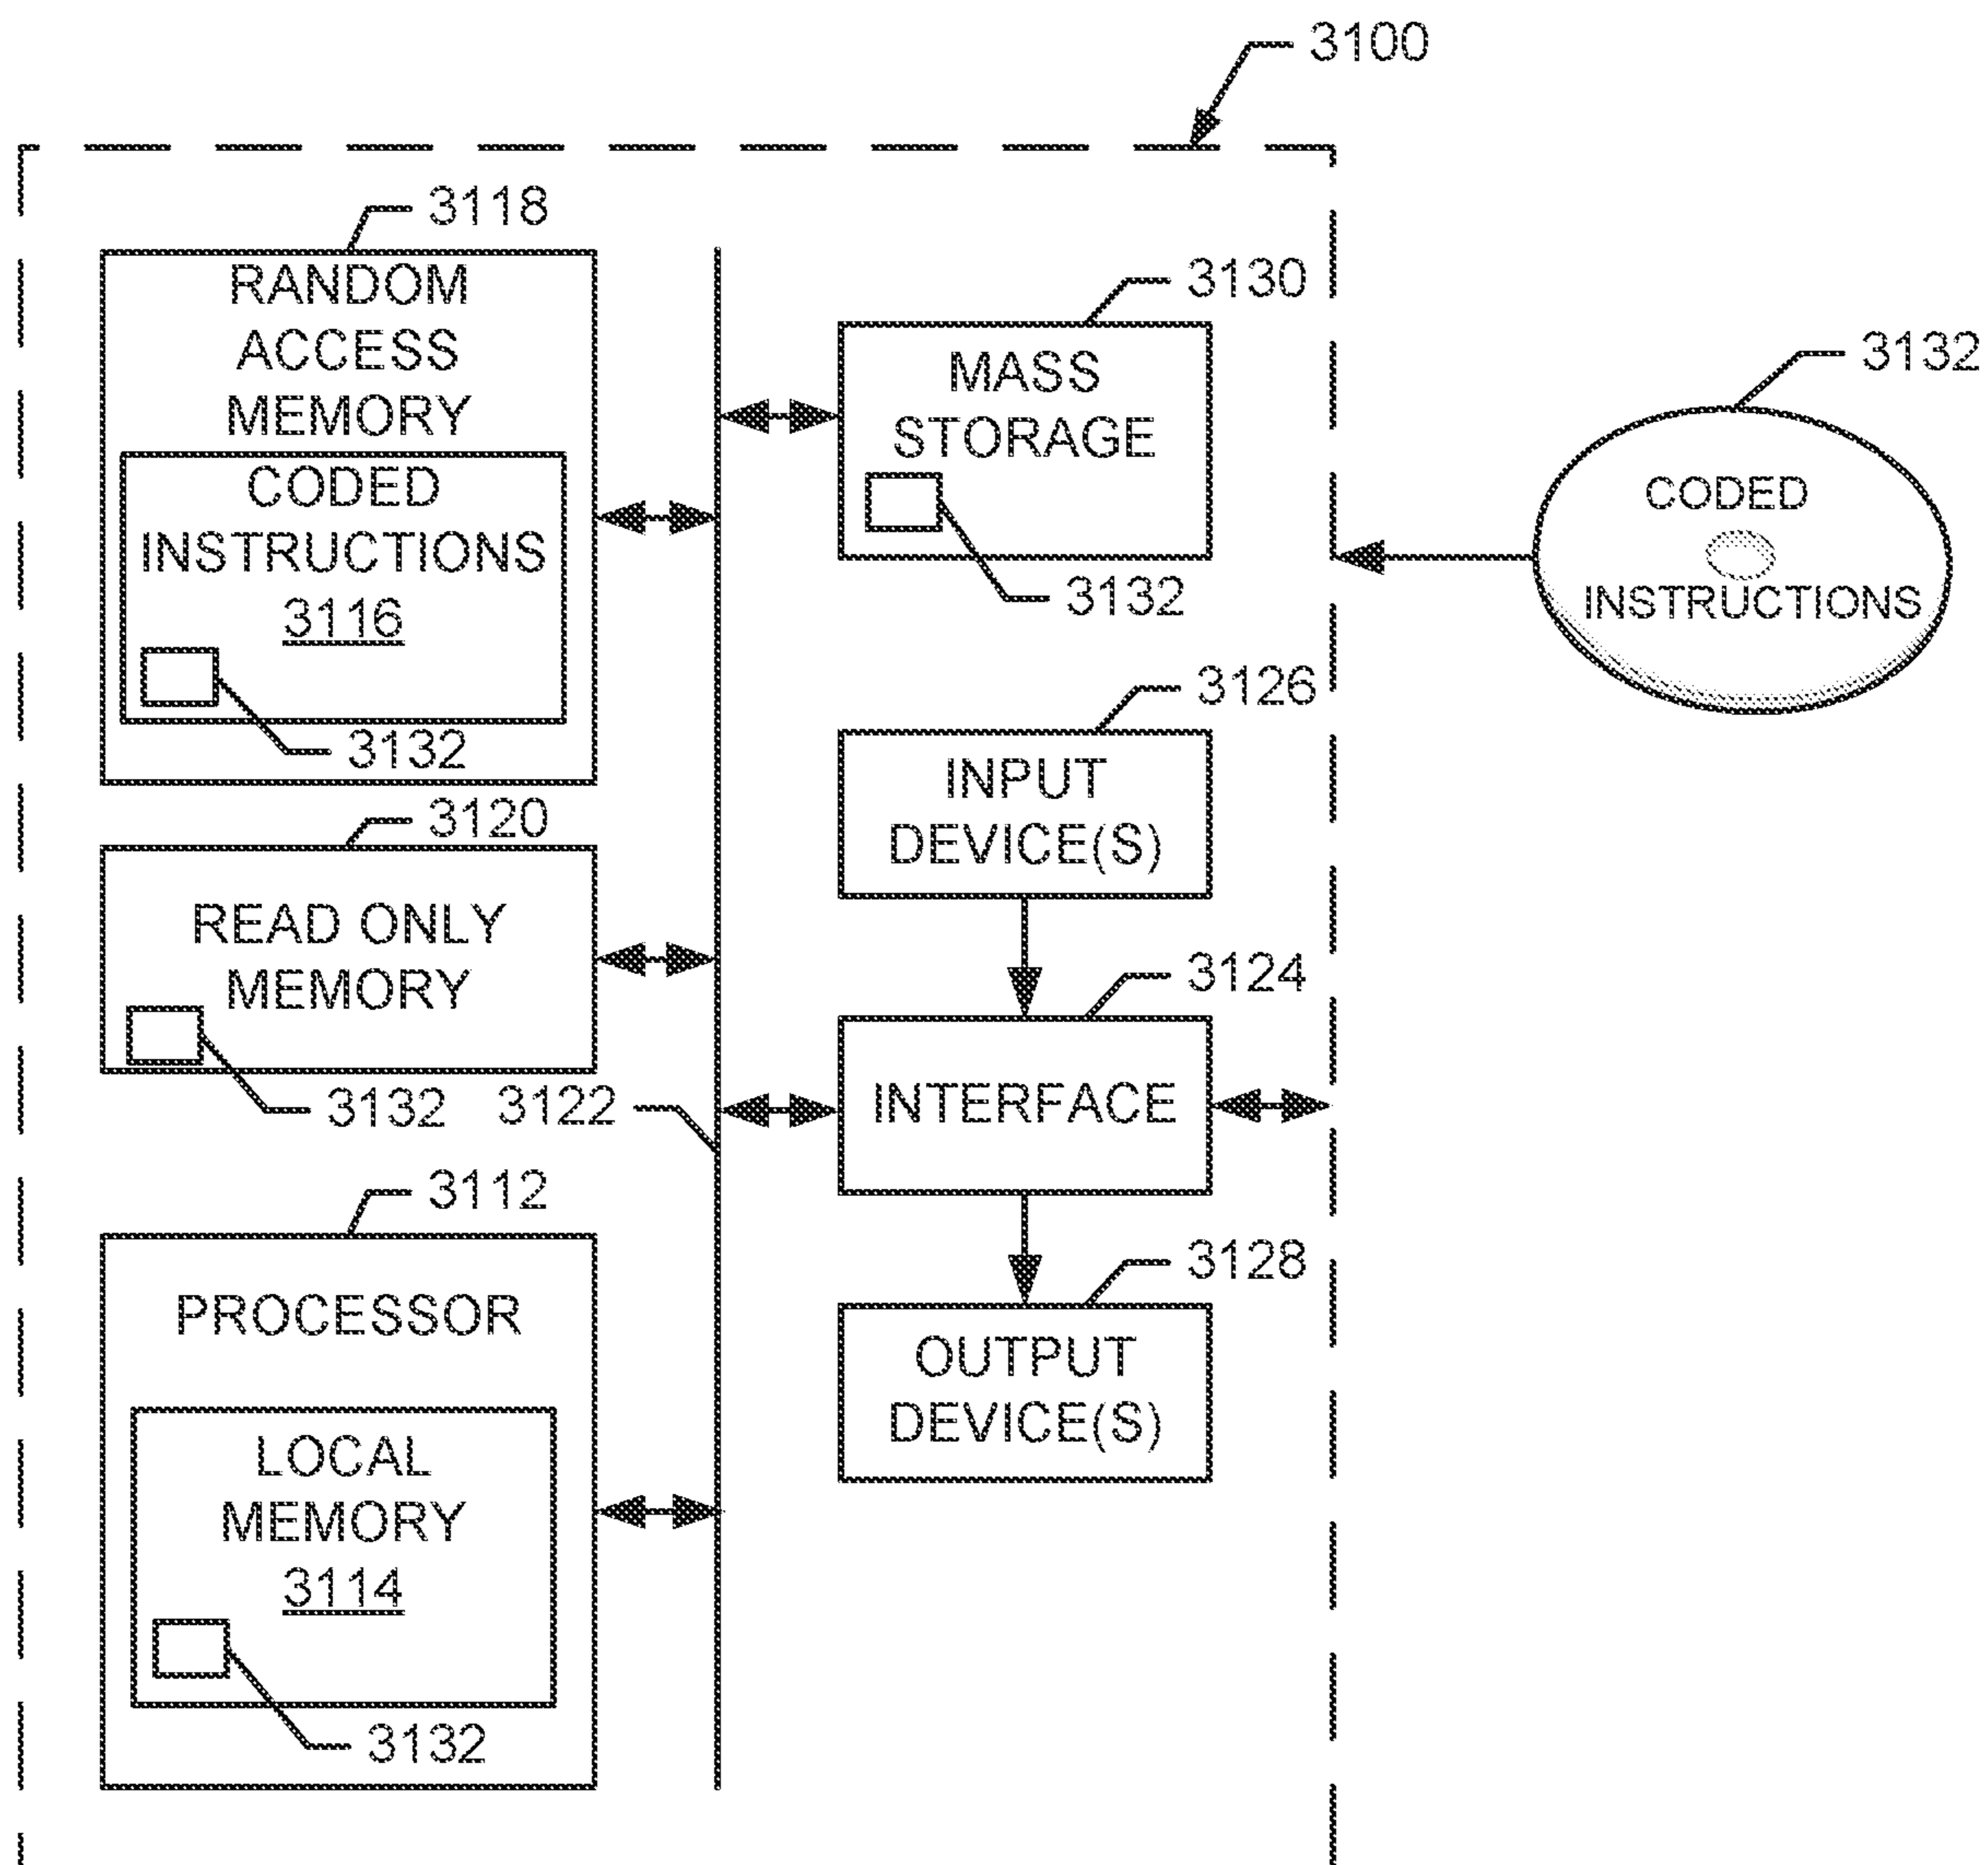 3100
3118
RANDOM
ACCESS
MEMORY
CODED
INSTRUCTIONS
3116
3132
3120
READ ONLY
MEMORY
3132
3122
3112
PROCESSOR
LOCAL
MEMORY
3114
3132
3130
MASS
STORAGE
3132
3126
INPUT
DEVICE(S)
3124
INTERFACE
3128
OUTPUT
DEVICE(S)
3132
CODED
INSTRUCTIONS